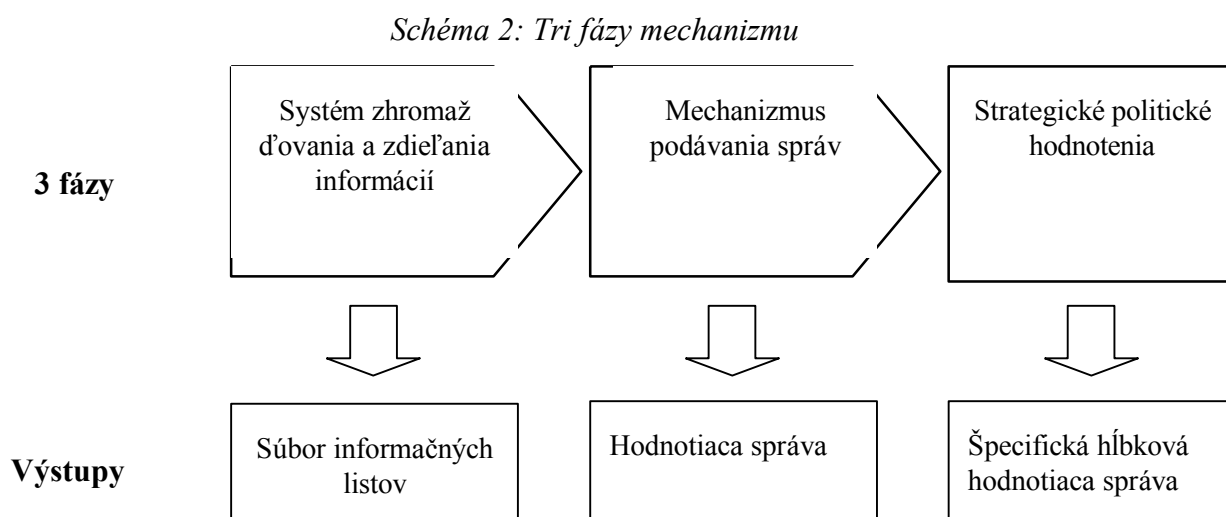 Schéma 2: Tri fázy mechanizmu
3 fázy
Systém zhromaž
ďovania a zdieľania
informácií
Mechanizmus
podávania správ
Strategické politické
hodnotenia
Výstupy
Súbor informačných
listov
Hodnotiaca správa
Špecifická hĺbková
hodnotiaca správa